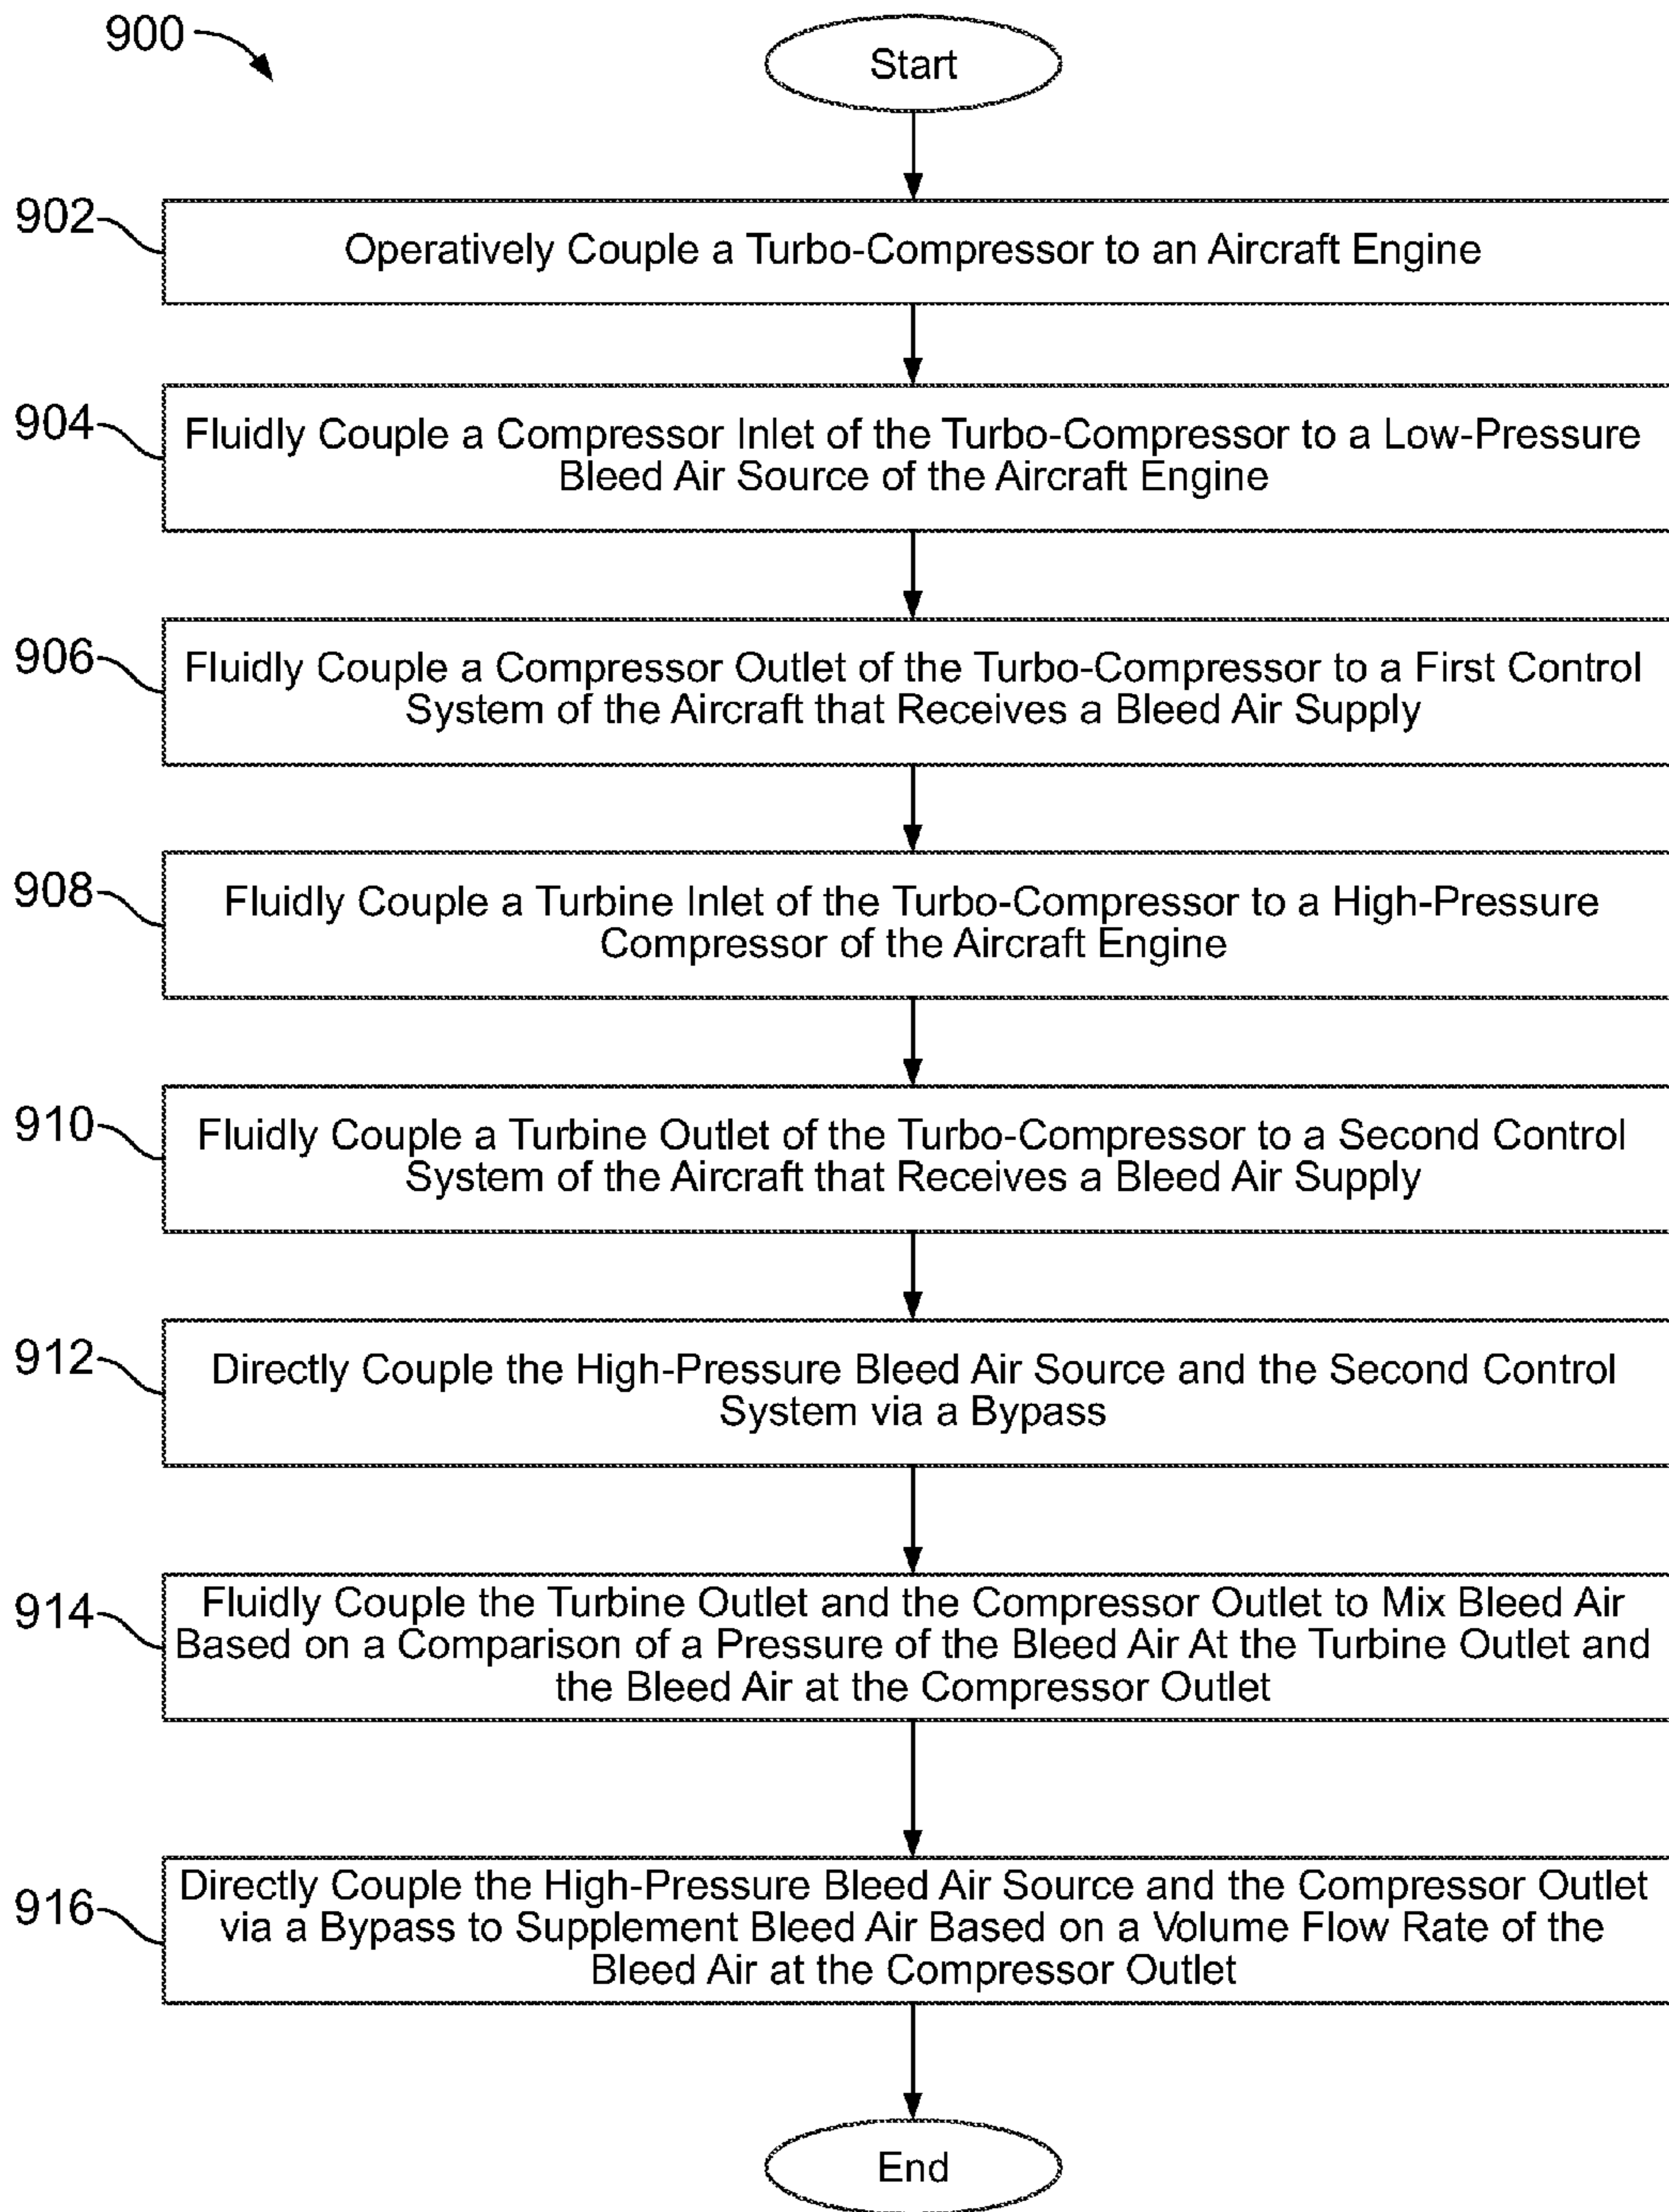 900
Start
902
Operatively Couple a Turbo-Compressor to an Aircraft Engine
904
Fluidly Couple a Compressor Inlet of the Turbo-Compressor to a Low-Pressure
Bleed Air Source of the Aircraft Engine
906
Fluidly Couple a Compressor Outlet of the Turbo-Compressor to a First Control
System of the Aircraft that Receives a Bleed Air Supply
908
Fluidly Couple a Turbine Inlet of the Turbo-Compressor to a High-Pressure
Compressor of the Aircraft Engine
910
Fluidly Couple a Turbine Outlet of the Turbo-Compressor to a Second Control
System of the Aircraft that Receives a Bleed Air Supply
912
Directly Couple the High-Pressure Bleed Air Source and the Second Control
System via a Bypass
914
Fluidly Couple the Turbine Outlet and the Compressor Outlet to Mix Bleed Air
Based on a Comparison of a Pressure of the Bleed Air At the Turbine Outlet and
the Bleed Air at the Compressor Outlet
916
Directly Couple the High-Pressure Bleed Air Source and the Compressor Outlet
via a Bypass to Supplement Bleed Air Based on a Volume Flow Rate of the
Bleed Air at the Compressor Outlet
End